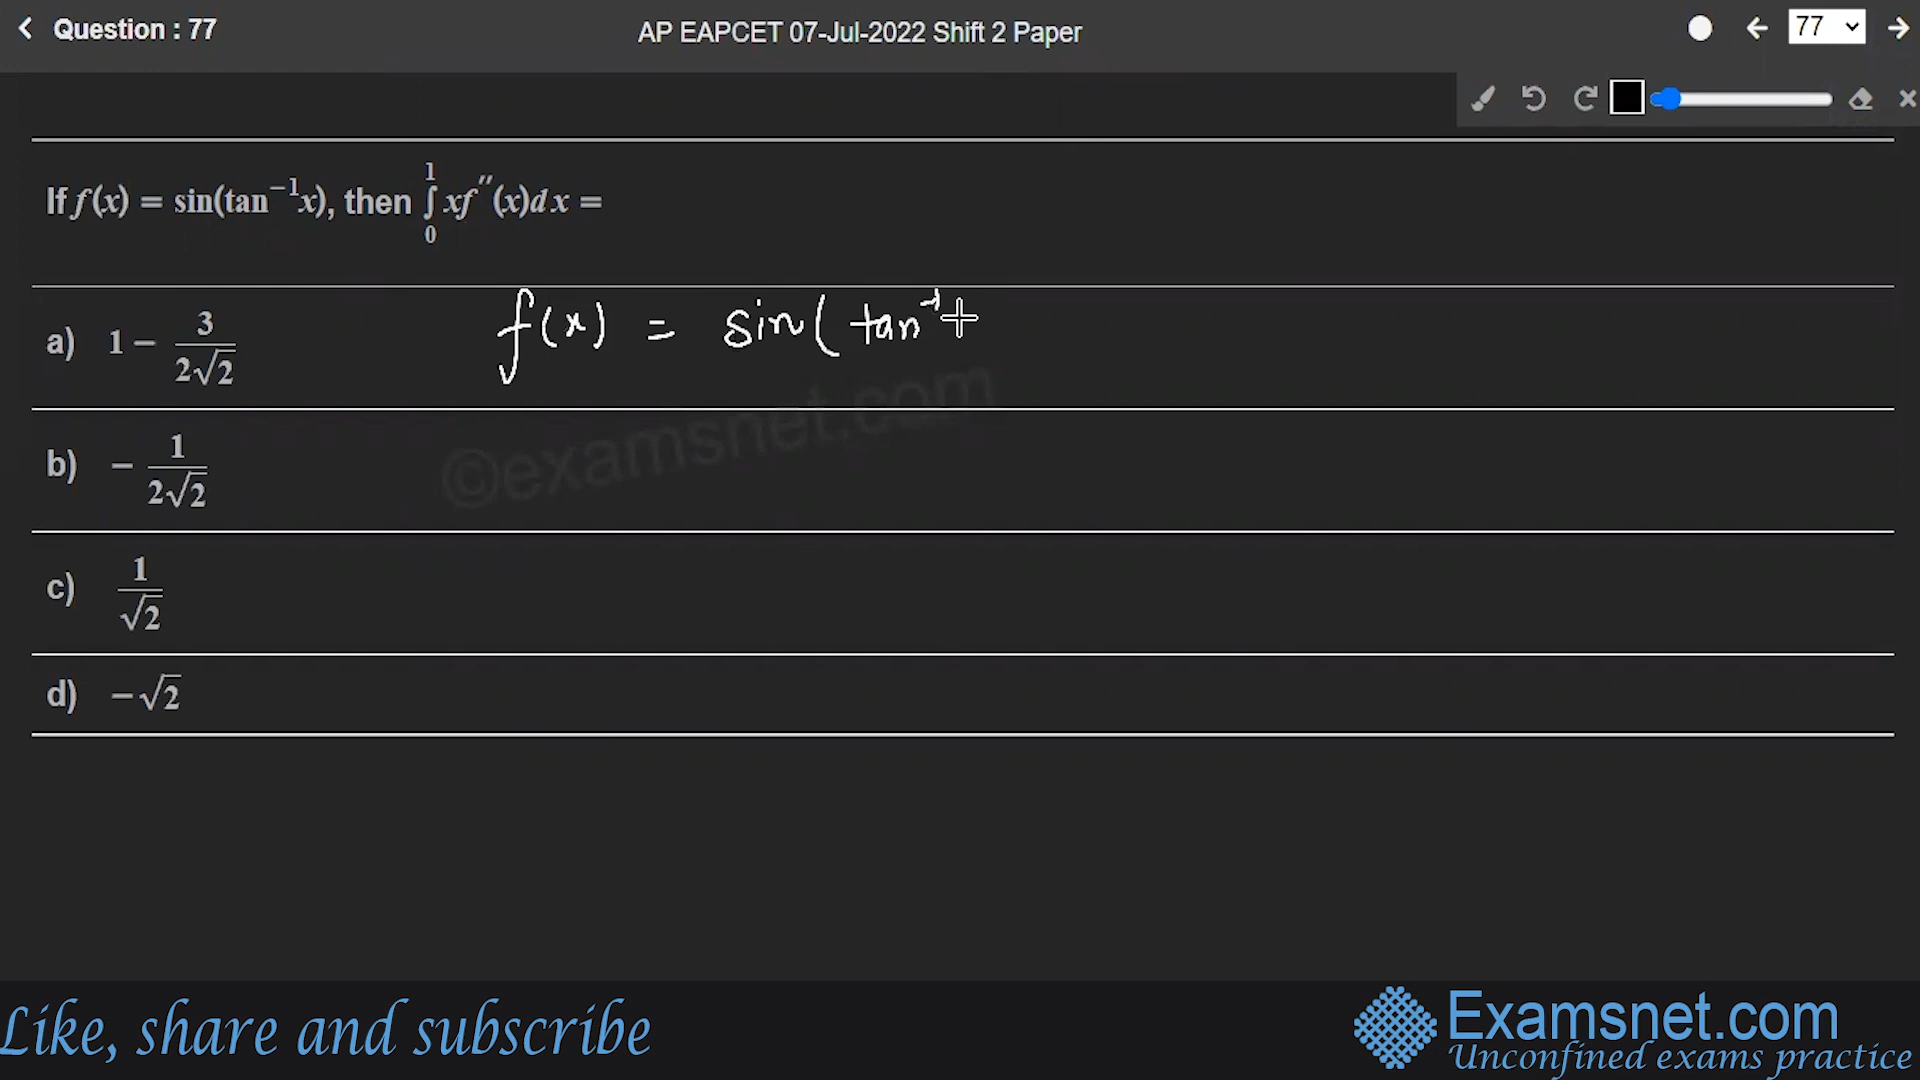 Question : 77
AP EAPCET 07-Jul-2022 Shift 2 Paper
77
If f(x) = sin(tan⁻¹x), then ∫₀¹ xf″(x)dx =
a) 1 − 3/(2√2)
f(x) = sin( tan⁻¹
b) − 1/(2√2)
c) 1/√2
d) −√2
©examsnet.com
Like, share and subscribe
Examsnet.com
Unconfined exams practice